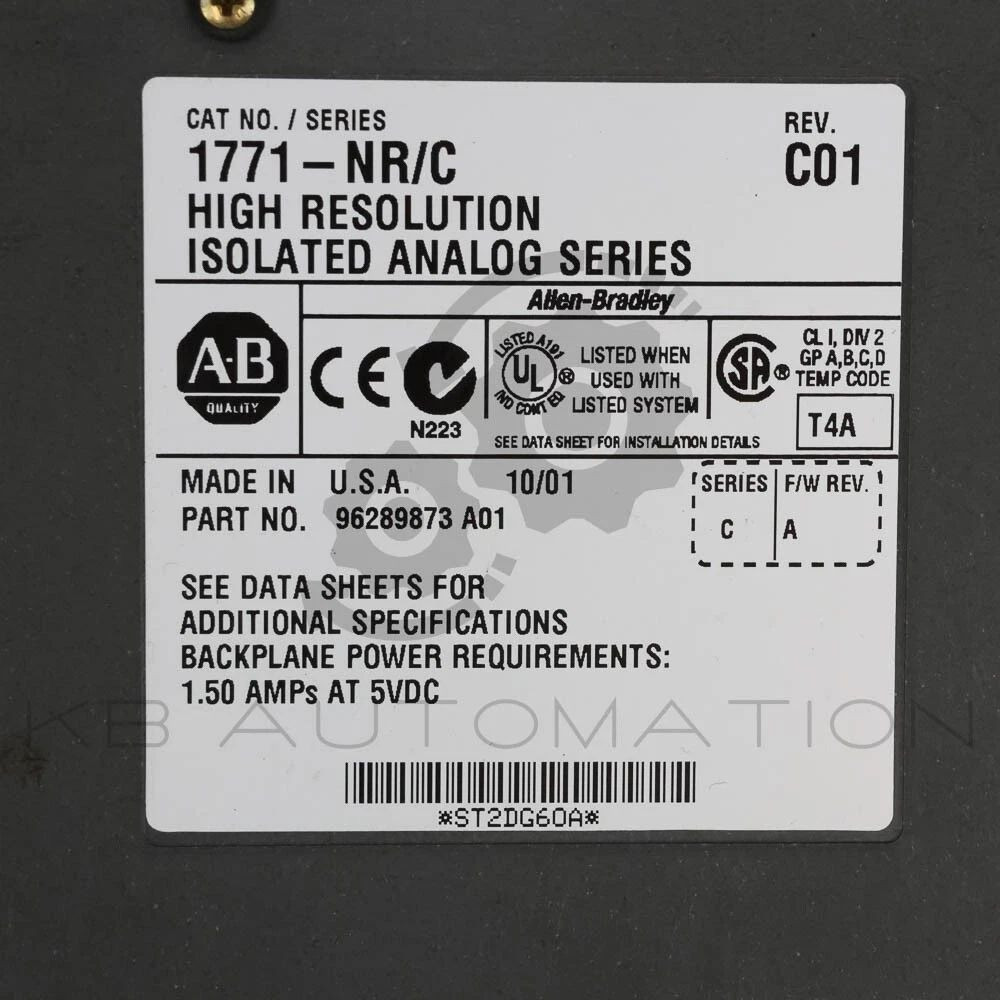 CAT NO. / SERIES
REV.
1771-NR/C
C01
HIGH RESOLUTION
ISOLATED ANALOG SERIES
Allen-Bradley
A-B
QUALITY
CE
N223
LISTED A191
UL ®
IND CONT EQ
LISTED WHEN
USED WITH
LISTED SYSTEM
SEE DATA SHEET FOR INSTALLATION DETAILS
SA ®
CL I, DIV 2
GP A,B,C,D
TEMP CODE
T4A
MADE IN U.S.A. 10/01
PART NO. 96289873 A01
SERIES F/W REV.
C A
SEE DATA SHEETS FOR
ADDITIONAL SPECIFICATIONS
BACKPLANE POWER REQUIREMENTS:
1.50 AMPs AT 5VDC
KB AUTOMATION
*ST2DG60A*